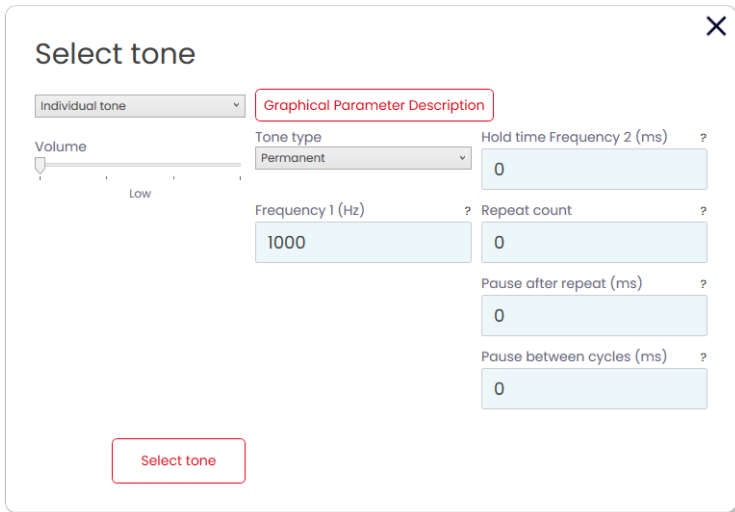 Select tone
Individual tone
Graphical Parameter Description
Volume
Low
Tone type
Permanent
Hold time Frequency 2 (ms) ?
0
Frequency 1 (Hz) ?
1000
Repeat count ?
0
Pause after repeat (ms) ?
0
Pause between cycles (ms) ?
0
Select tone